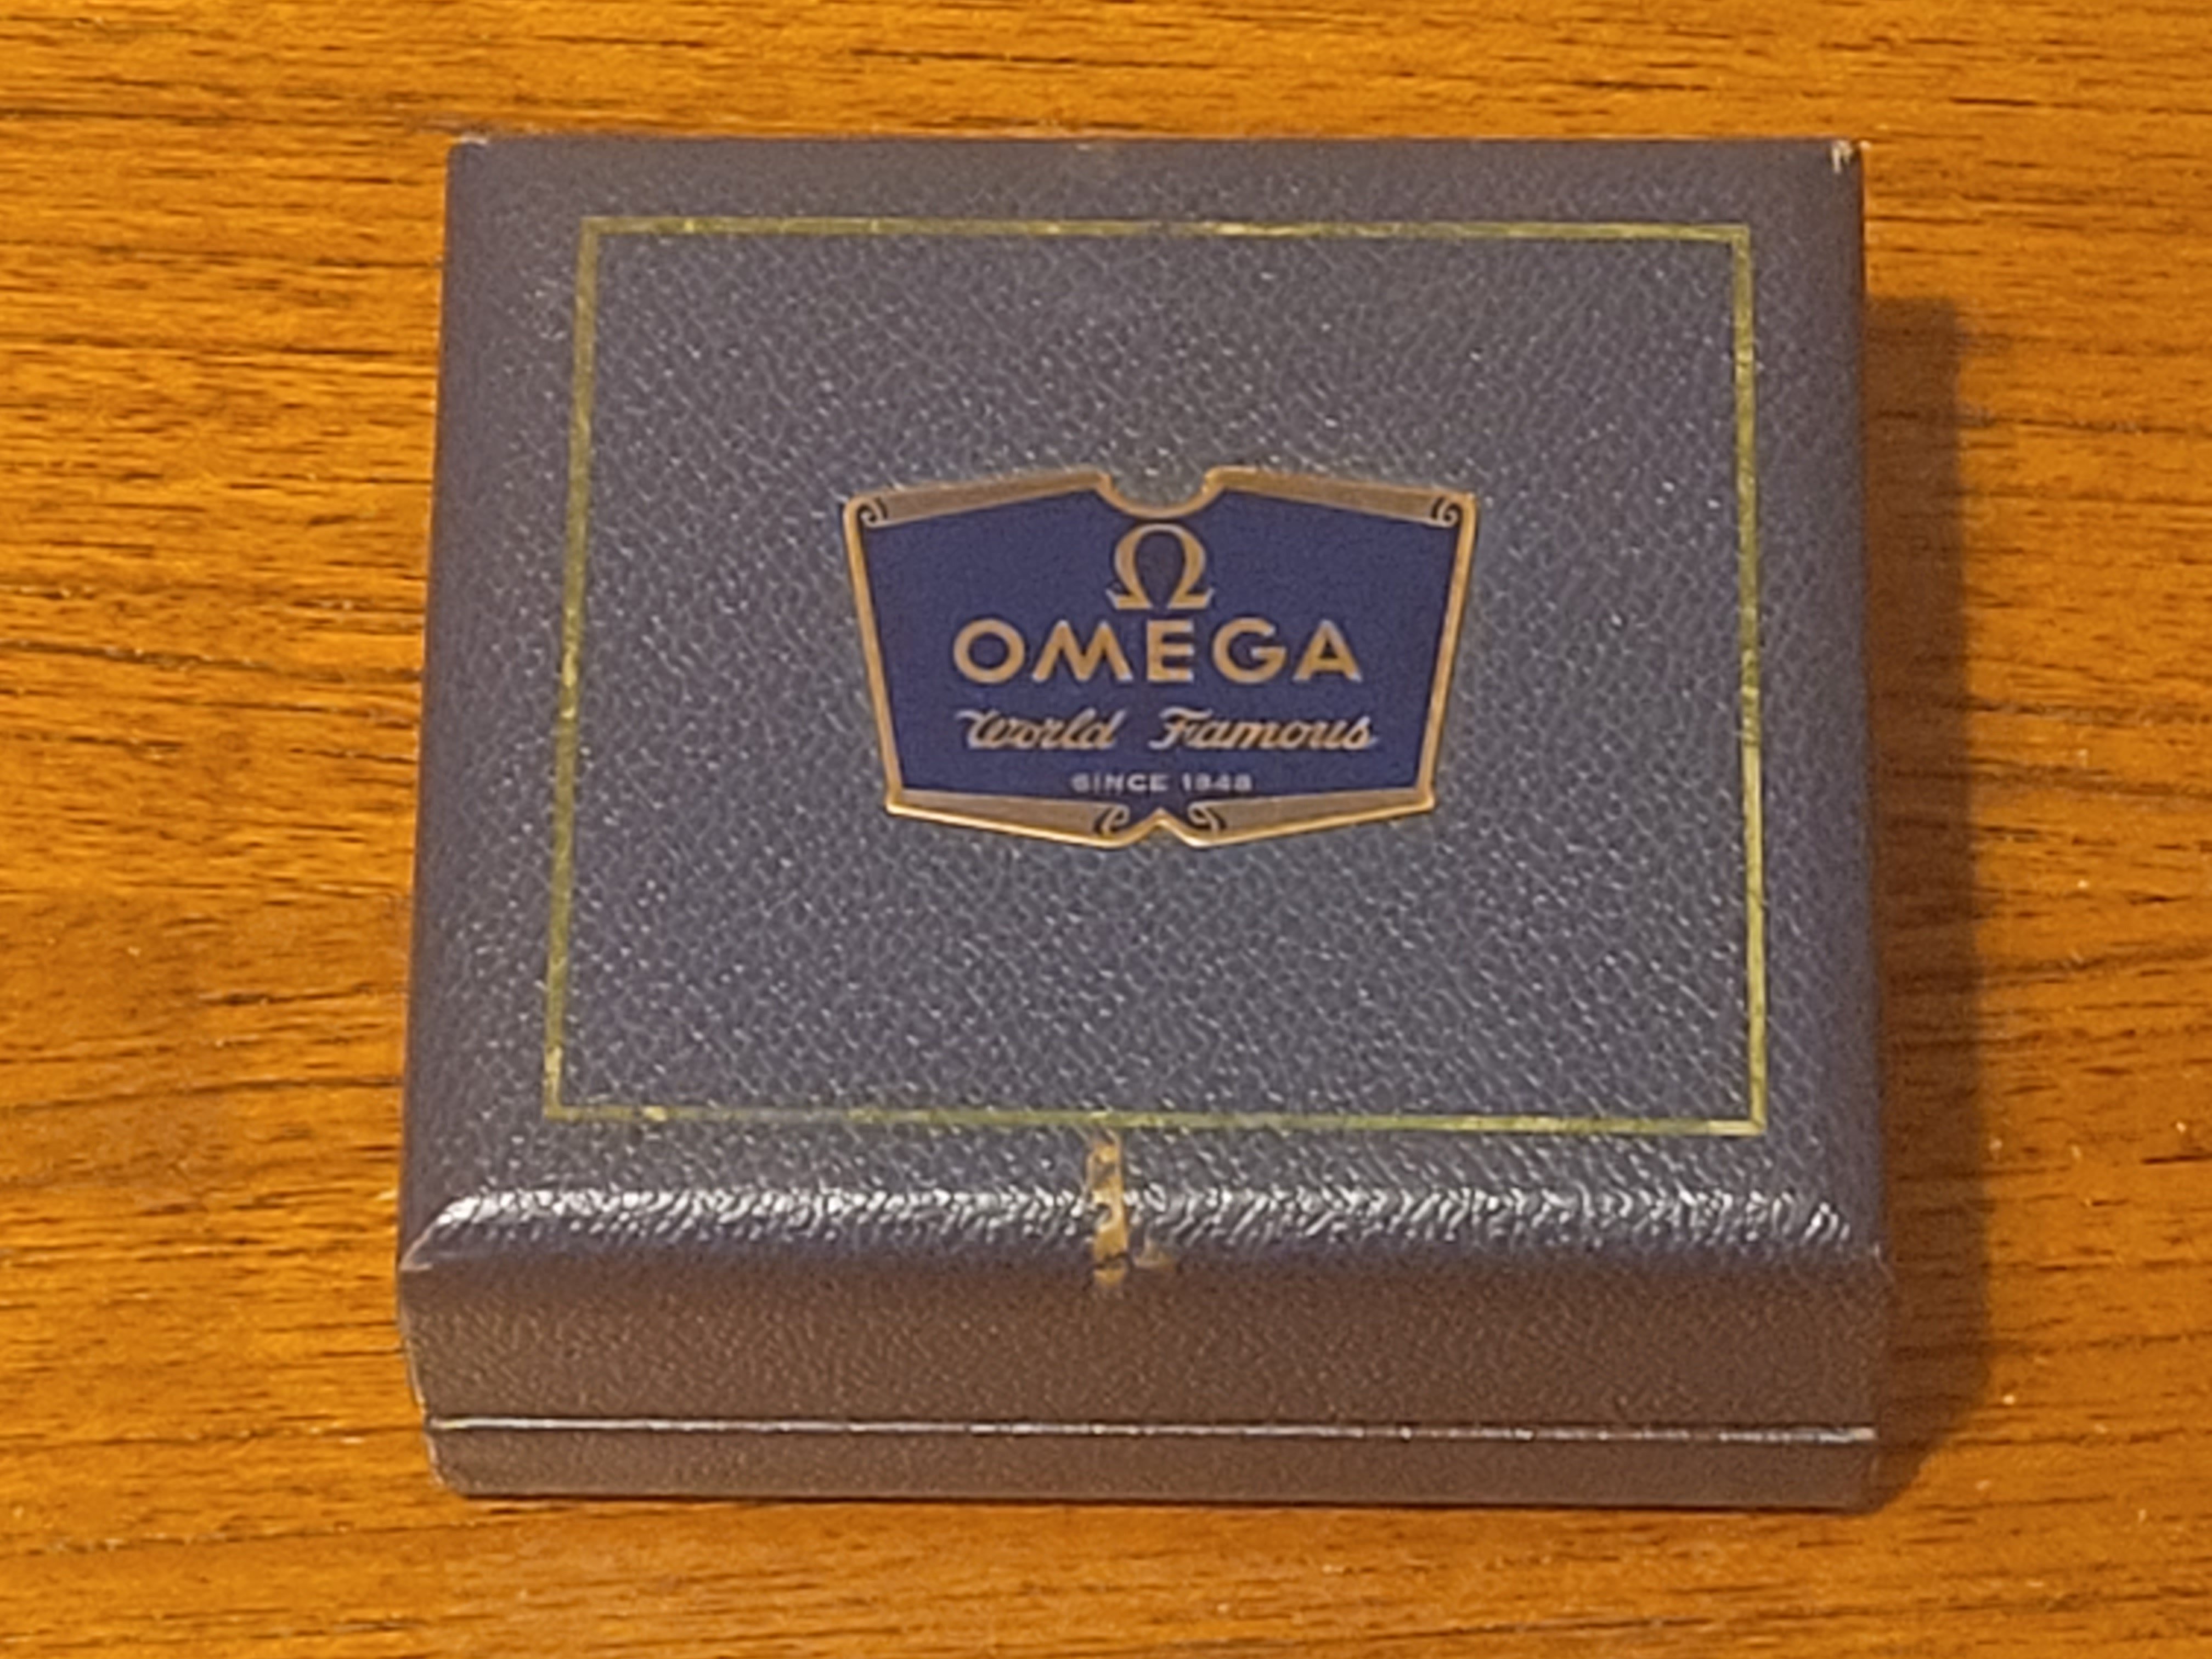 Ω
OMEGA
World Famous
SINCE 1848